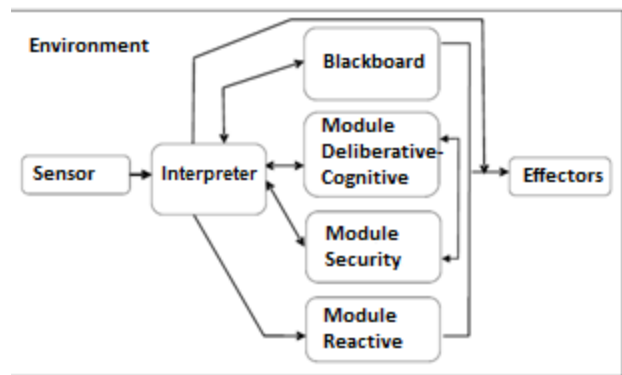 Environment
Blackboard
Module
Deliberative-
Cognitive
Sensor
Interpreter
Effectors
Module
Security
Module
Reactive